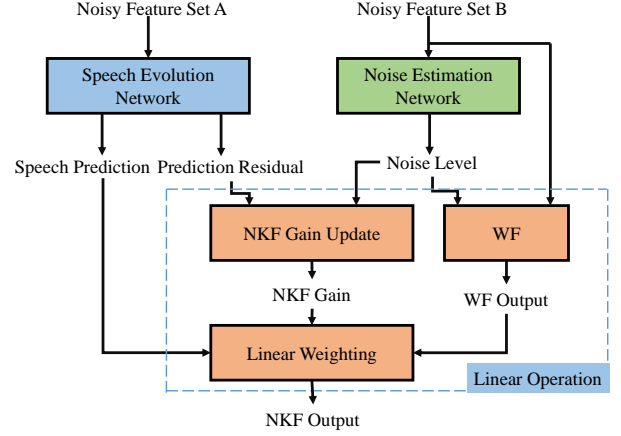 Noisy Feature Set A
Noisy Feature Set B
Speech Evolution
Network
Noise Estimation
Network
Speech Prediction
Prediction Residual
Noise Level
NKF Gain Update
WF
NKF Gain
WF Output
Linear Weighting
Linear Operation
NKF Output